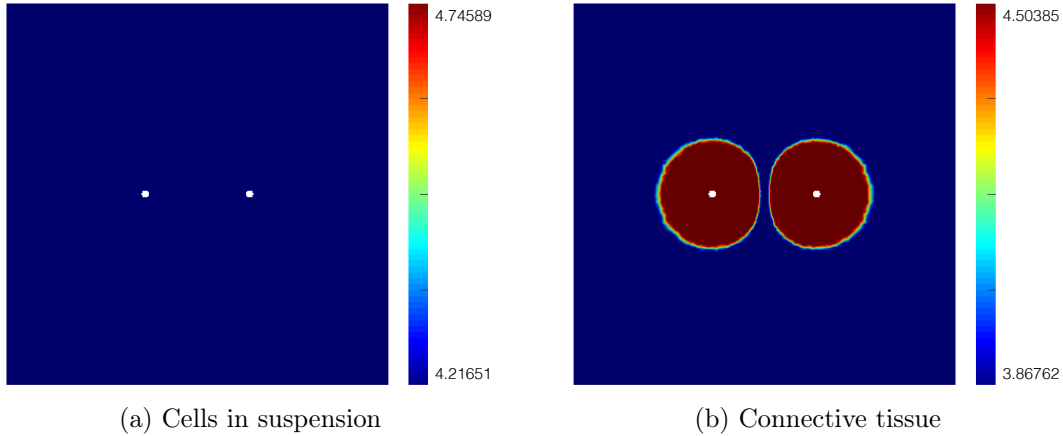 4.74589
4.21651
(a) Cells in suspension
4.50385
3.86762
(b) Connective tissue